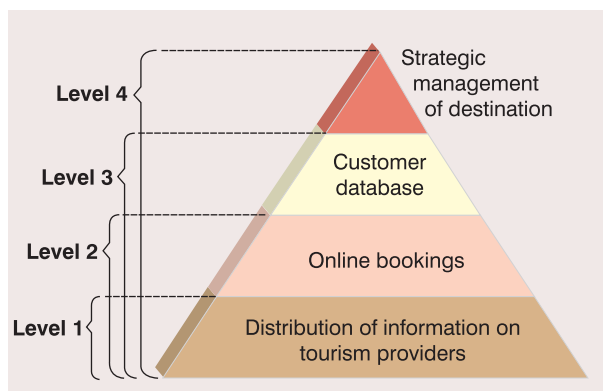 Level 4
Strategic
management
of destination
Level 3
Customer
database
Level 2
Online bookings
Level 1
Distribution of information on
tourism providers